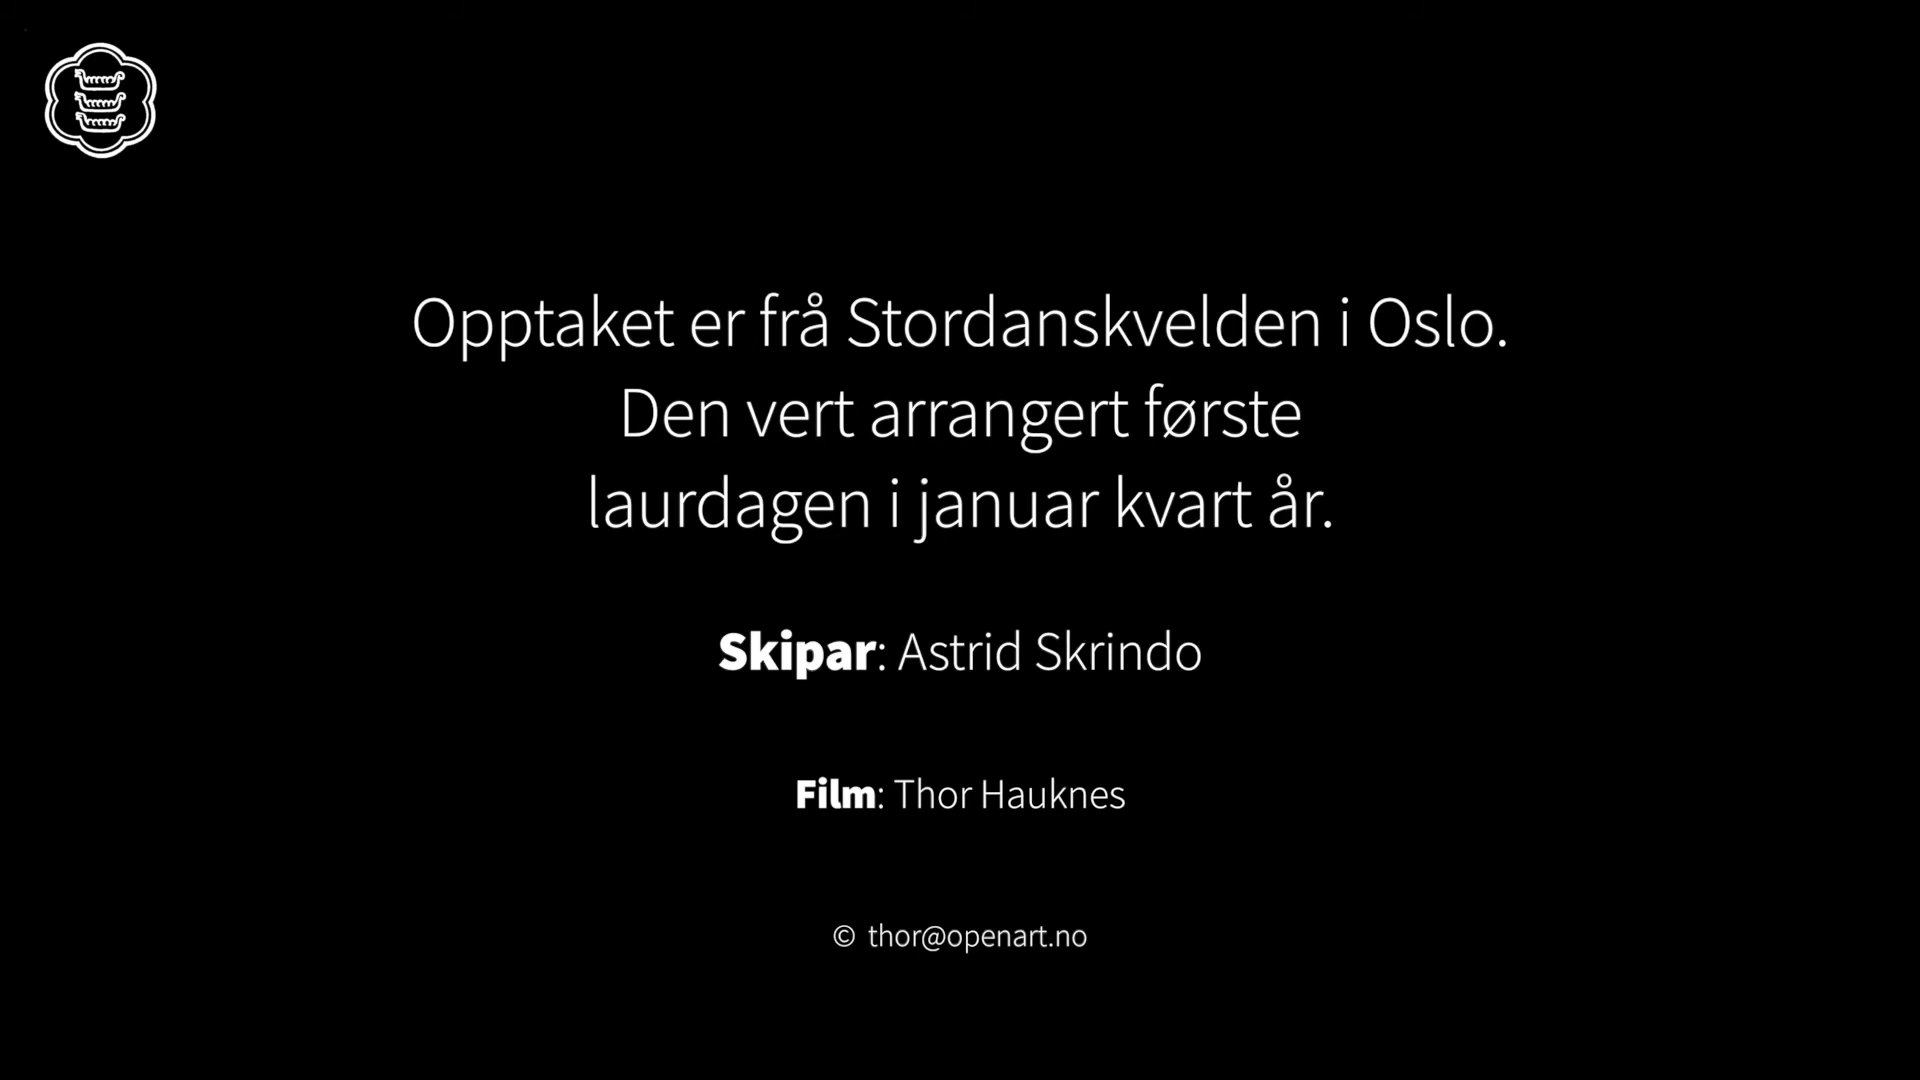 Opptaket er frå Stordanskvelden i Oslo.
Den vert arrangert første
laurdagen i januar kvart år.
Skipar: Astrid Skrindo
Film: Thor Hauknes
© thor@openart.no